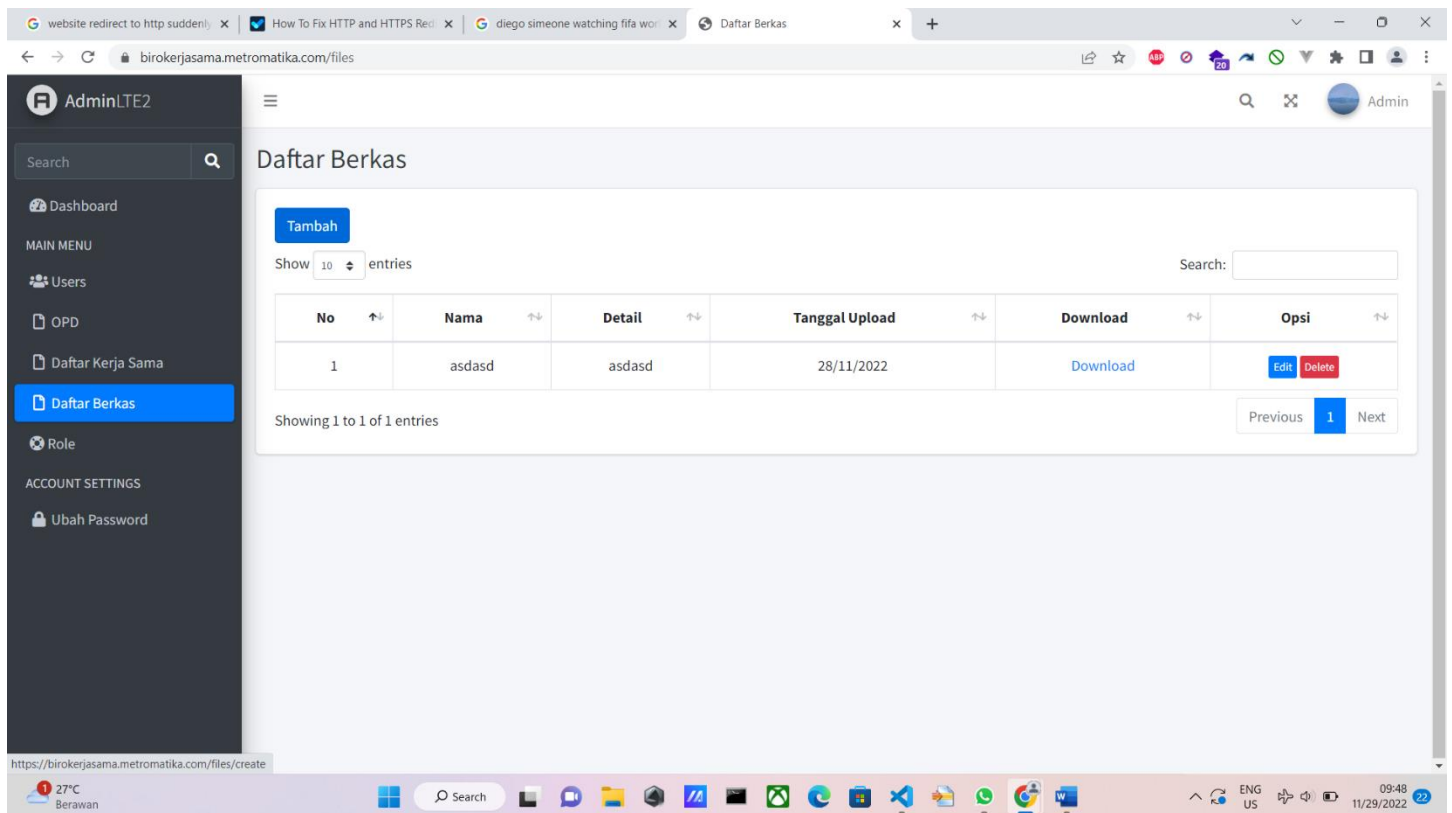 website redirect to http suddenly
How To Fix HTTP and HTTPS Red
diego simeone watching fifa wor
Daftar Berkas
birokerjasama.metromatika.com/files
ABP
20
AdminLTE2
Admin
Search
Daftar Berkas
Dashboard
Tambah
MAIN MENU
Show 10 entries
Search:
Users
No Nama Detail Tanggal Upload Download Opsi
OPD
1 asdasd asdasd 28/11/2022 Download Edit Delete
Daftar Kerja Sama
Daftar Berkas
Showing 1 to 1 of 1 entries
Previous 1 Next
Role
ACCOUNT SETTINGS
Ubah Password
https://birokerjasama.metromatika.com/files/create
1
27°C
Berawan
Search
ENG
US
09:48
11/29/2022
22